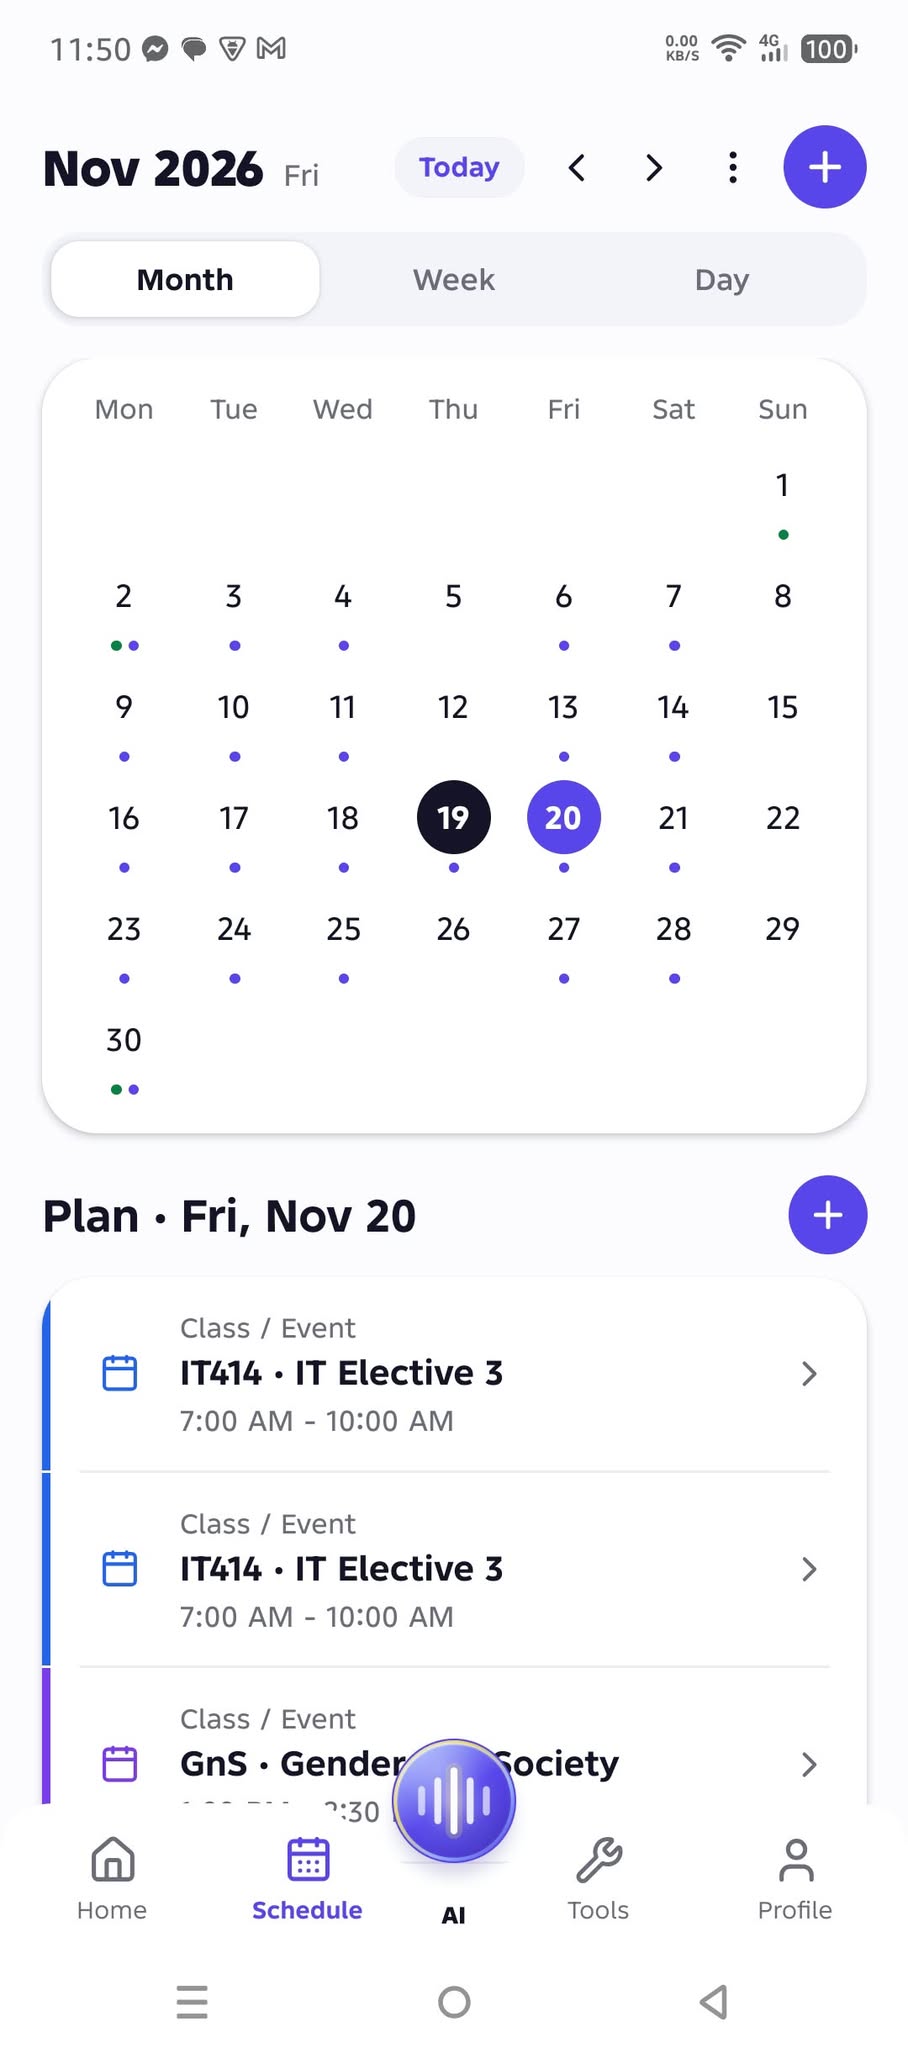 11:50
0.00
KB/S
4G
100
Nov 2026 Fri
Today
Month Week Day
Mon Tue Wed Thu Fri Sat Sun
1
2 3 4 5 6 7 8
9 10 11 12 13 14 15
16 17 18 19 20 21 22
23 24 25 26 27 28 29
30
Plan · Fri, Nov 20
Class / Event
IT414 · IT Elective 3
7:00 AM - 10:00 AM
Class / Event
IT414 · IT Elective 3
7:00 AM - 10:00 AM
Class / Event
GnS · Gender Society
Home Schedule AI Tools Profile